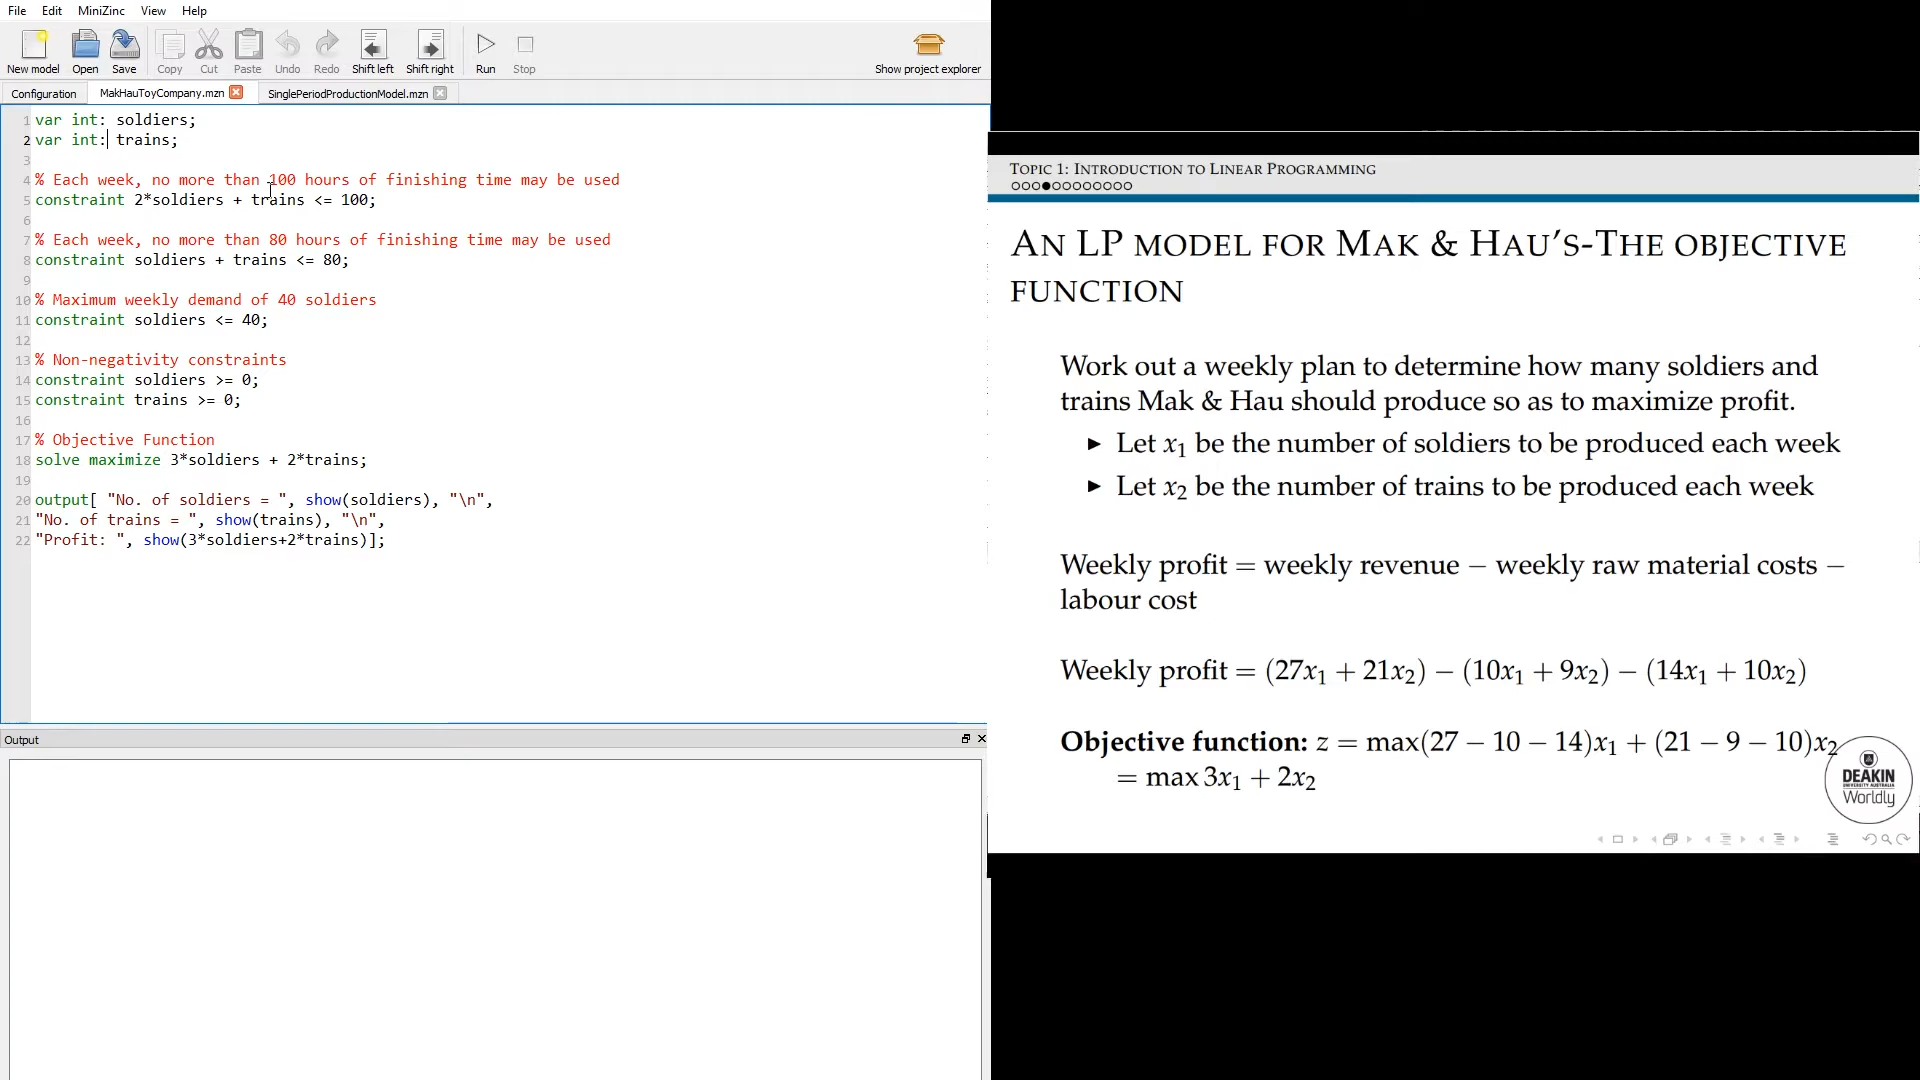 File Edit MiniZinc View Help
New model Open Save Copy Cut Paste Undo Redo Shift left Shift right Run Stop Show project explorer
Configuration MakHauToyCompany.mzn SinglePeriodProductionModel.mzn
1 var int: soldiers;
2 var int: trains;
3
4 % Each week, no more than 100 hours of finishing time may be used
5 constraint 2*soldiers + trains <= 100;
6
7 % Each week, no more than 80 hours of finishing time may be used
8 constraint soldiers + trains <= 80;
9
10 % Maximum weekly demand of 40 soldiers
11 constraint soldiers <= 40;
12
13 % Non-negativity constraints
14 constraint soldiers >= 0;
15 constraint trains >= 0;
16
17 % Objective Function
18 solve maximize 3*soldiers + 2*trains;
19
20 output[ "No. of soldiers = ", show(soldiers), "\n",
21 "No. of trains = ", show(trains), "\n",
22 "Profit: ", show(3*soldiers+2*trains)];
Output
TOPIC 1: INTRODUCTION TO LINEAR PROGRAMMING
AN LP MODEL FOR MAK & HAU'S-THE OBJECTIVE
FUNCTION
Work out a weekly plan to determine how many soldiers and
trains Mak & Hau should produce so as to maximize profit.
▶ Let x₁ be the number of soldiers to be produced each week
▶ Let x₂ be the number of trains to be produced each week
Weekly profit = weekly revenue − weekly raw material costs −
labour cost
Weekly profit = (27x₁ + 21x₂) − (10x₁ + 9x₂) − (14x₁ + 10x₂)
Objective function: z = max(27 − 10 − 14)x₁ + (21 − 9 − 10)x₂
= max 3x₁ + 2x₂
DEAKIN
UNIVERSITY AUSTRALIA
Worldly